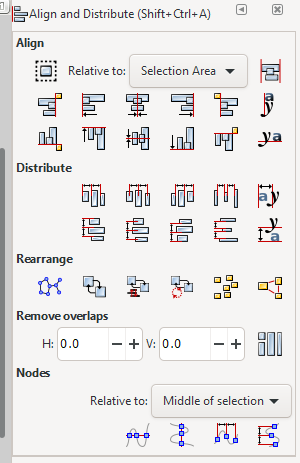 Align and Distribute (Shift+Ctrl+A)
Align
Relative to: Selection Area
Distribute
Rearrange
Remove overlaps
H: 0.0 V: 0.0
Nodes
Relative to: Middle of selection